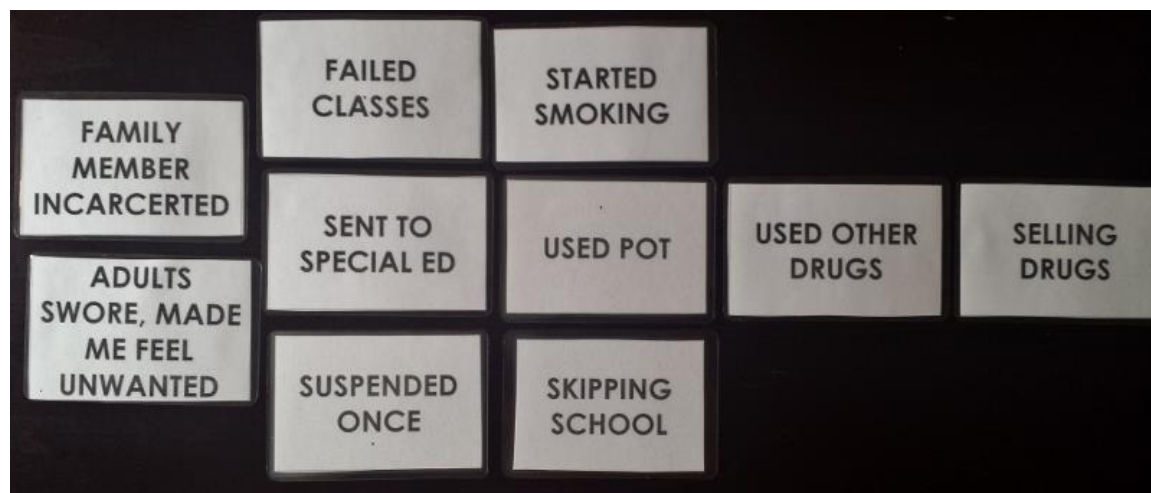 FAMILY
MEMBER
INCARCERTED
ADULTS
SWORE, MADE
ME FEEL
UNWANTED
FAILED
CLASSES
SENT TO
SPECIAL ED
SUSPENDED
ONCE
STARTED
SMOKING
USED POT
SKIPPING
SCHOOL
USED OTHER
DRUGS
SELLING
DRUGS